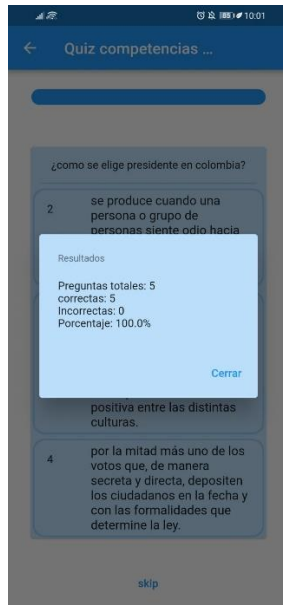 10:01
Quiz competencias ...
¿como se elige presidente en colombia?
2
se produce cuando una
persona o grupo de
personas siente odio hacia
Resultados
Preguntas totales: 5
correctas: 5
Incorrectas: 0
Porcentaje: 100.0%
Cerrar
positiva entre las distintas
culturas.
4
por la mitad más uno de los
votos que, de manera
secreta y directa, depositen
los ciudadanos en la fecha y
con las formalidades que
determine la ley.
skip